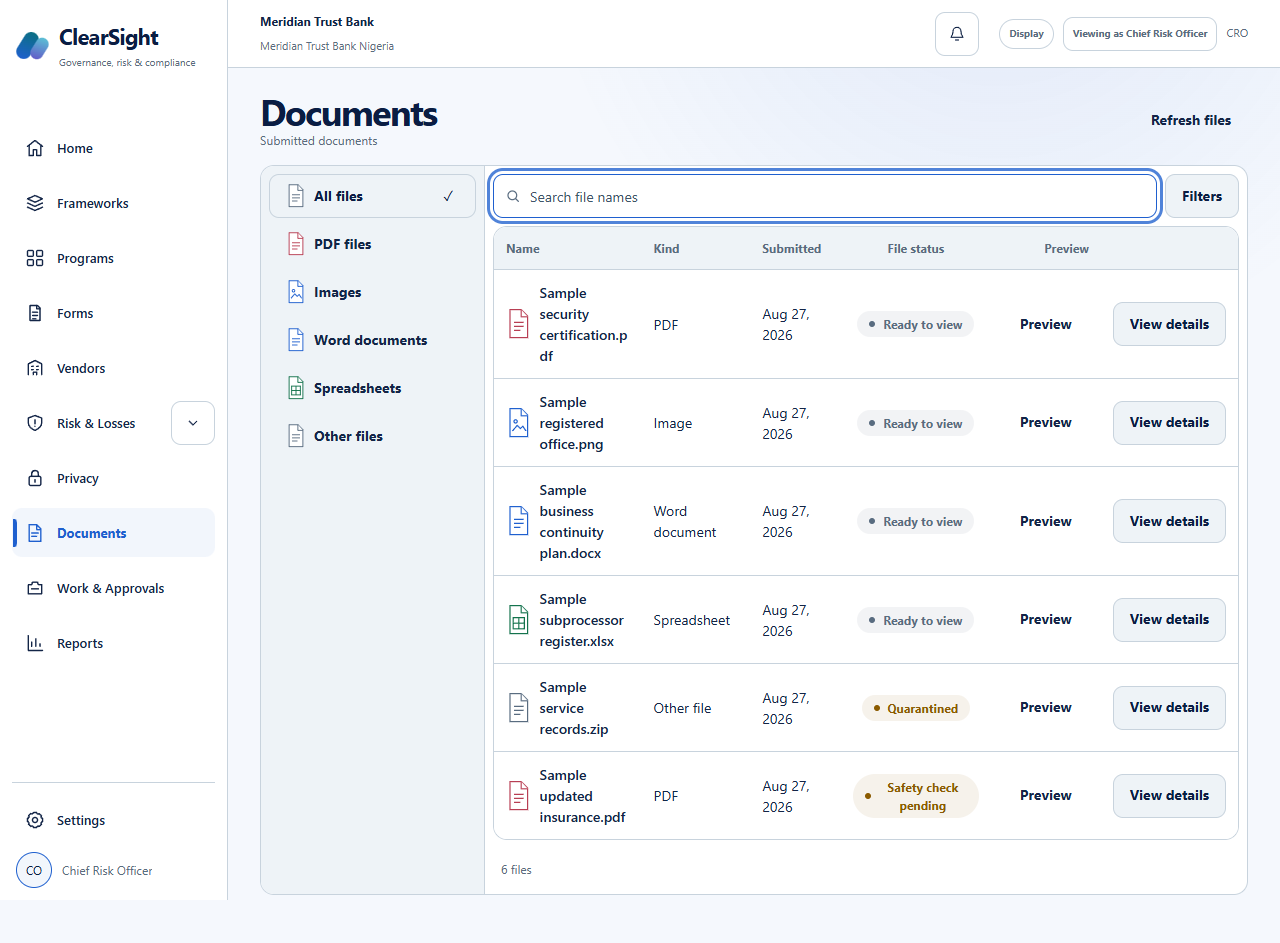 ClearSight
Governance, risk & compliance
Meridian Trust Bank
Meridian Trust Bank Nigeria
Display
Viewing as Chief Risk Officer
CRO
Home
Frameworks
Programs
Forms
Vendors
Risk & Losses
Privacy
Documents
Work & Approvals
Reports
Settings
CO
Chief Risk Officer
Documents
Submitted documents
Refresh files
All files
PDF files
Images
Word documents
Spreadsheets
Other files
Search file names
Filters
Name Kind Submitted File status Preview
Sample
security
certification.p
df
PDF
Aug 27,
2026
Ready to view
Preview
View details
Sample
registered
office.png
Image
Aug 27,
2026
Ready to view
Preview
View details
Sample
business
continuity
plan.docx
Word
document
Aug 27,
2026
Ready to view
Preview
View details
Sample
subprocessor
register.xlsx
Spreadsheet
Aug 27,
2026
Ready to view
Preview
View details
Sample
service
records.zip
Other file
Aug 27,
2026
Quarantined
Preview
View details
Sample
updated
insurance.pdf
PDF
Aug 27,
2026
Safety check
pending
Preview
View details
6 files